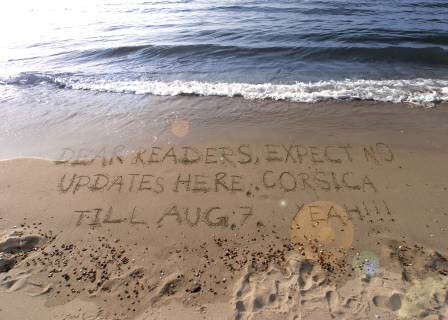 DEAR READERS, EXPECT NO
UPDATES HERE. CORSICA
TILL AUG. 7. YEAH!!!